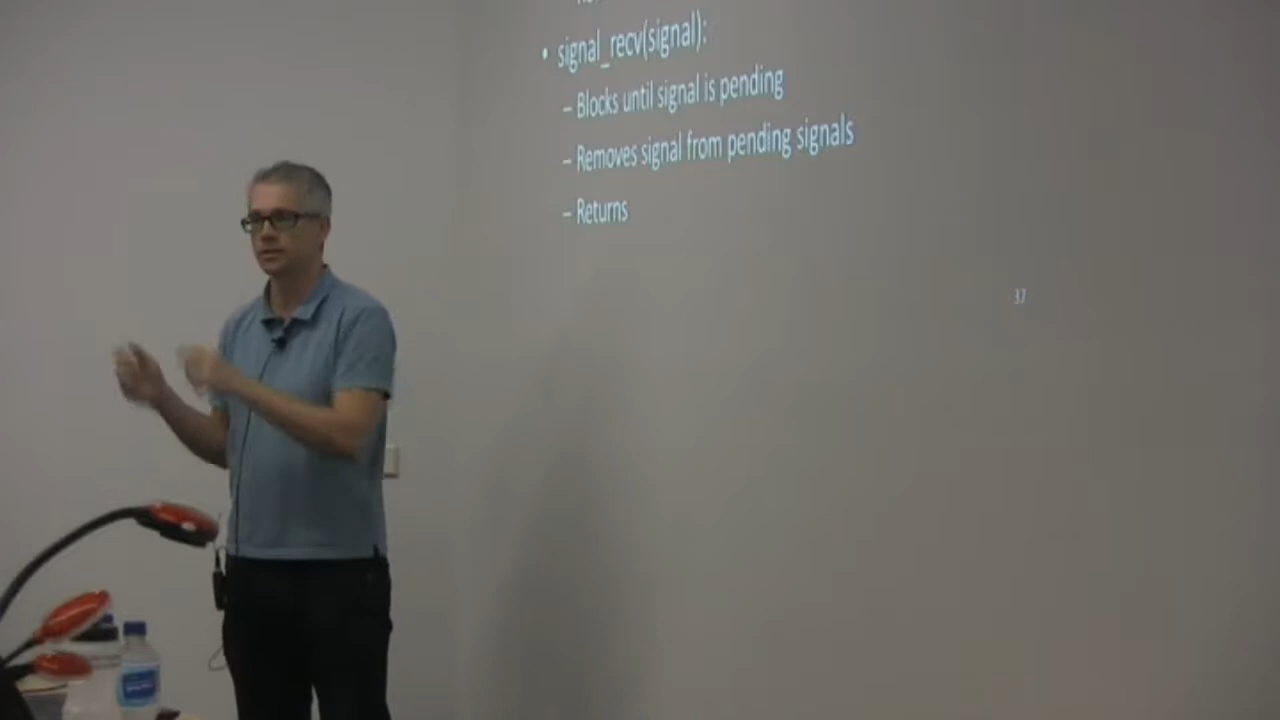 • signal_recv(signal):
– Blocks until signal is pending
– Removes signal from pending signals
– Returns
37